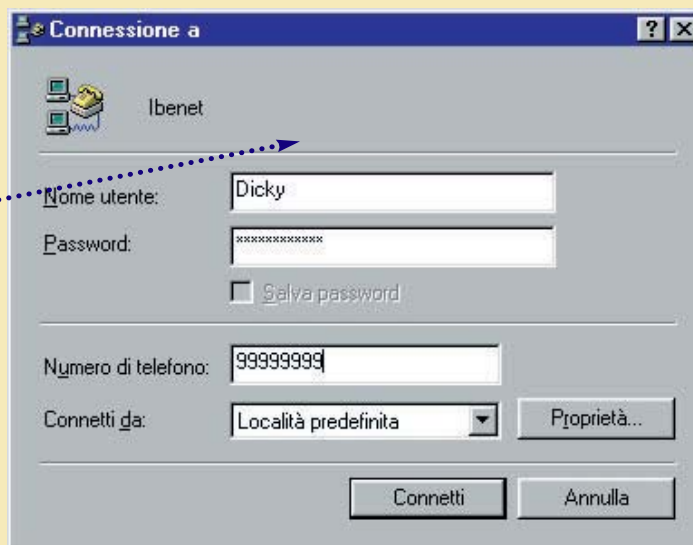 Connessione a
Ibenet
Nome utente: Dicky
Password: ************
Salva password
Numero di telefono: 99999999
Connetti da: Località predefinita Proprietà...
Connetti Annulla